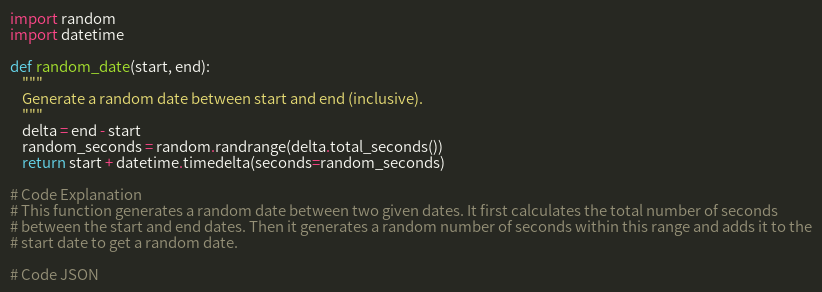 import random
import datetime
def random_date(start, end):
"""
Generate a random date between start and end (inclusive).
"""
delta = end - start
random_seconds = random.randrange(delta.total_seconds())
return start + datetime.timedelta(seconds=random_seconds)
# Code Explanation
# This function generates a random date between two given dates. It first calculates the total number of seconds
# between the start and end dates. Then it generates a random number of seconds within this range and adds it to the
# start date to get a random date.
# Code JSON